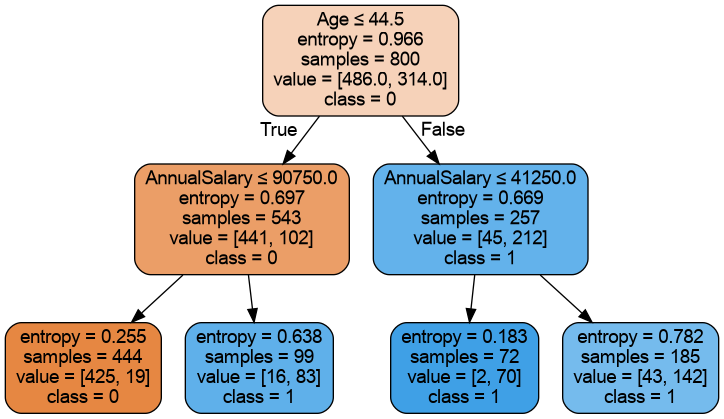 Age ≤ 44.5
entropy = 0.966
samples = 800
value = [486.0, 314.0]
class = 0
True
False
AnnualSalary ≤ 90750.0
entropy = 0.697
samples = 543
value = [441, 102]
class = 0
AnnualSalary ≤ 41250.0
entropy = 0.669
samples = 257
value = [45, 212]
class = 1
entropy = 0.255
samples = 444
value = [425, 19]
class = 0
entropy = 0.638
samples = 99
value = [16, 83]
class = 1
entropy = 0.183
samples = 72
value = [2, 70]
class = 1
entropy = 0.782
samples = 185
value = [43, 142]
class = 1